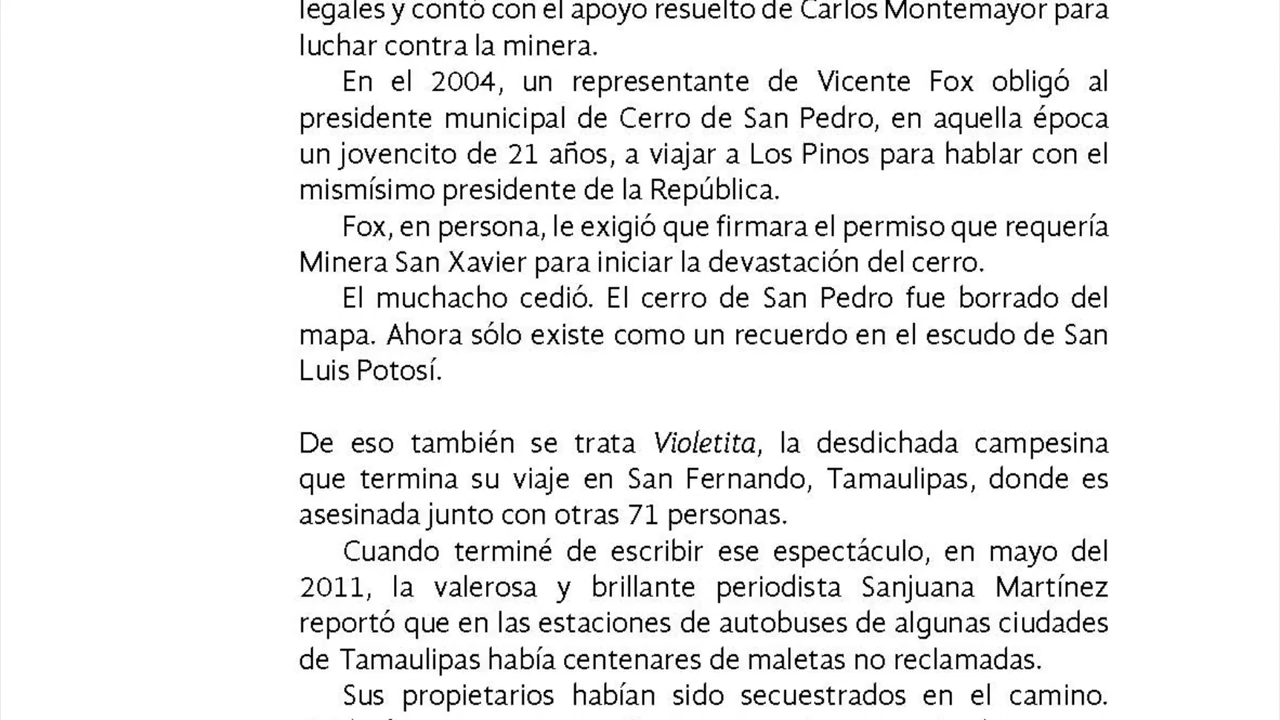 legales y contó con el apoyo resuelto de Carlos Montemayor para
luchar contra la minera.
En el 2004, un representante de Vicente Fox obligó al
presidente municipal de Cerro de San Pedro, en aquella época
un jovencito de 21 años, a viajar a Los Pinos para hablar con el
mismísimo presidente de la República.
Fox, en persona, le exigió que firmara el permiso que requería
Minera San Xavier para iniciar la devastación del cerro.
El muchacho cedió. El cerro de San Pedro fue borrado del
mapa. Ahora sólo existe como un recuerdo en el escudo de San
Luis Potosí.
De eso también se trata Violetita, la desdichada campesina
que termina su viaje en San Fernando, Tamaulipas, donde es
asesinada junto con otras 71 personas.
Cuando terminé de escribir ese espectáculo, en mayo del
2011, la valerosa y brillante periodista Sanjuana Martínez
reportó que en las estaciones de autobuses de algunas ciudades
de Tamaulipas había centenares de maletas no reclamadas.
Sus propietarios habían sido secuestrados en el camino.